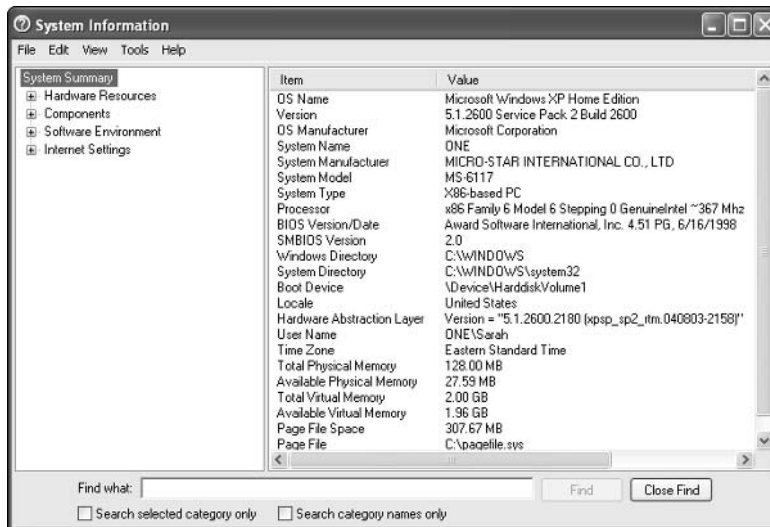 System Information
File Edit View Tools Help
System Summary
Hardware Resources
Components
Software Environment
Internet Settings
Item Value
OS Name Microsoft Windows XP Home Edition
Version 5.1.2600 Service Pack 2 Build 2600
OS Manufacturer Microsoft Corporation
System Name ONE
System Manufacturer MICRO-STAR INTERNATIONAL CO., LTD
System Model MS-6117
System Type X86-based PC
Processor x86 Family 6 Model 6 Stepping 0 GenuineIntel ~367 Mhz
BIOS Version/Date Award Software International, Inc. 4.51 PG, 6/16/1998
SMBIOS Version 2.0
Windows Directory C:\WINDOWS
System Directory C:\WINDOWS\system32
Boot Device \Device\HarddiskVolume1
Locale United States
Hardware Abstraction Layer Version = "5.1.2600.2180 (xpsp_sp2_rtm.040803-2158)"
User Name ONE\Sarah
Time Zone Eastern Standard Time
Total Physical Memory 128.00 MB
Available Physical Memory 27.59 MB
Total Virtual Memory 2.00 GB
Available Virtual Memory 1.96 GB
Page File Space 307.67 MB
Page File C:\pagefile.sys
Find what: Find Close Find
Search selected category only Search category names only